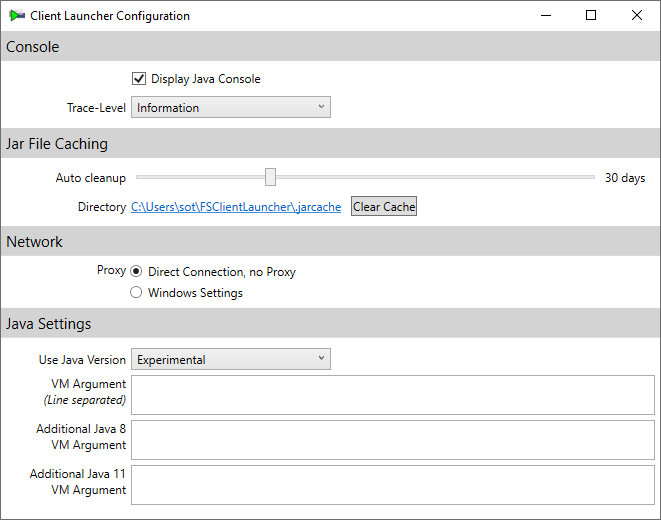 Client Launcher Configuration
Console
Display Java Console
Trace-Level Information
Jar File Caching
Auto cleanup 30 days
Directory C:\Users\sot\FSClientLauncher\.jarcache Clear Cache
Network
Proxy Direct Connection, no Proxy
Windows Settings
Java Settings
Use Java Version Experimental
VM Argument
(Line separated)
Additional Java 8
VM Argument
Additional Java 11
VM Argument